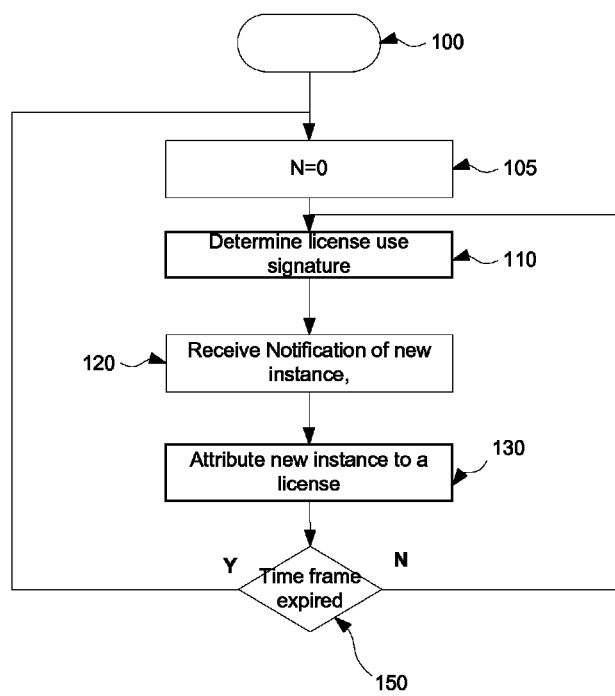 100
N=0
105
Determine license use
signature
110
Receive Notification of new
instance,
120
Attribute new instance to a
license
130
Y
N
Time frame
expired
150